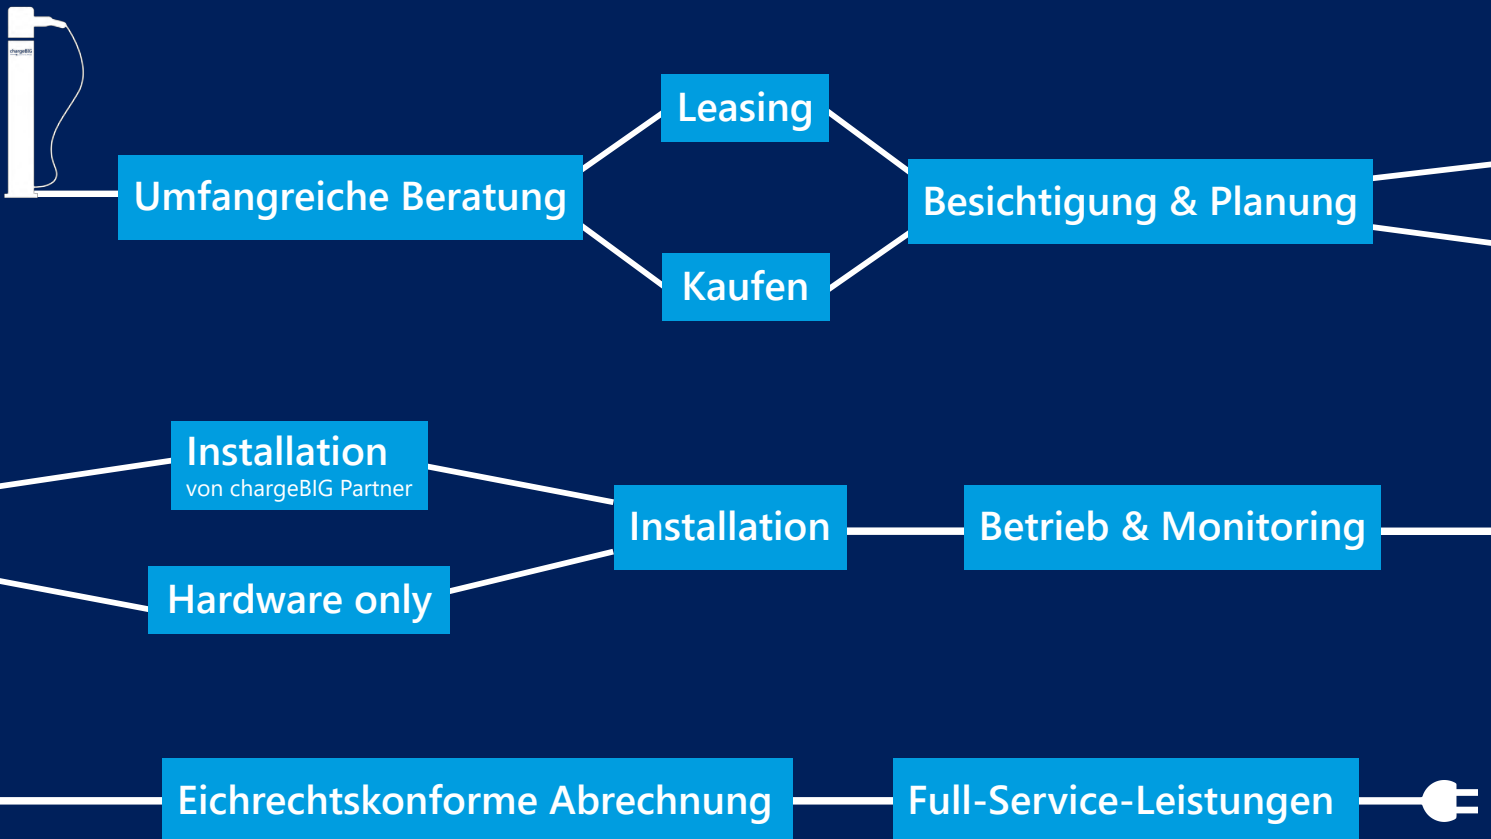 chargeBIG
Leasing
Umfangreiche Beratung
Besichtigung & Planung
Kaufen
Installation
von chargeBIG Partner
Installation
Betrieb & Monitoring
Hardware only
Eichrechtskonforme Abrechnung
Full-Service-Leistungen